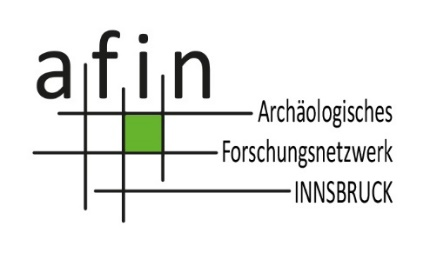 afin
Archäologisches
Forschungsnetzwerk
INNSBRUCK